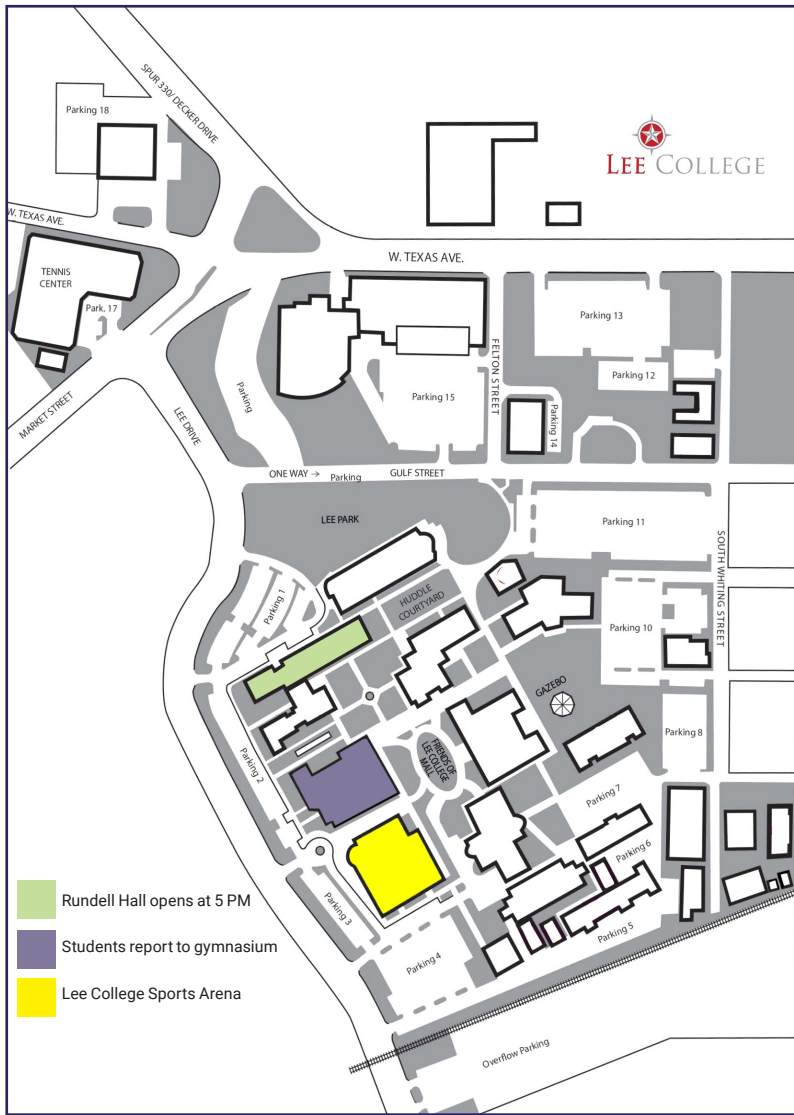 SPUR 330/ DECKER DRIVE
Parking 18
LEE COLLEGE
W. TEXAS AVE.
W. TEXAS AVE.
TENNIS
CENTER
Park. 17
Parking 13
Parking 12
FELTON STREET
Parking
Parking 15
Parking 14
MARKET STREET
LEE DRIVE
ONE WAY →
Parking
GULF STREET
LEE PARK
Parking 11
SOUTH WHITING STREET
Parking 1
HUDDLE
COURTYARD
Parking 10
GAZEBO
Parking 8
Parking 2
FRIENDS OF
LEE COLLEGE
MALL
Parking 7
Parking 6
Parking 3
Parking 5
Parking 4
Rundell Hall opens at 5 PM
Students report to gymnasium
Lee College Sports Arena
Overflow Parking